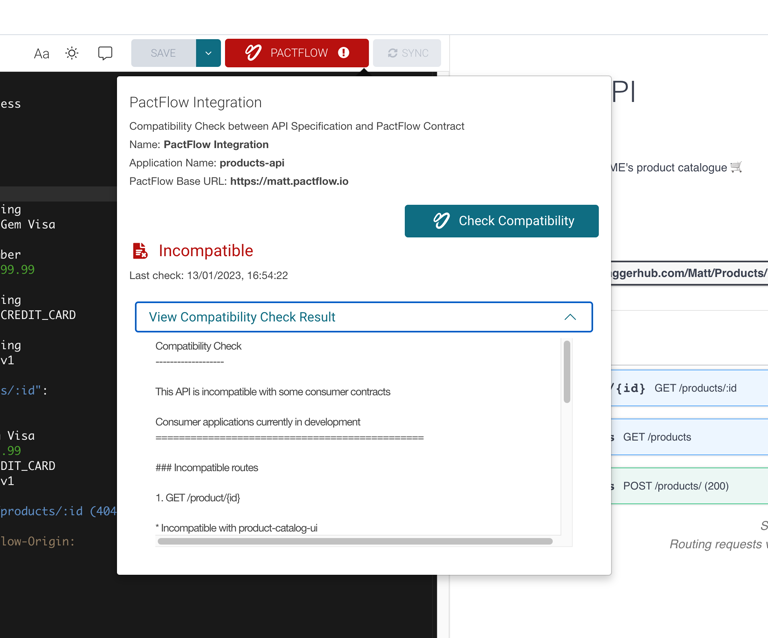 Aa
SAVE
PACTFLOW
SYNC
ess
PactFlow Integration
PI
Compatibility Check between API Specification and PactFlow Contract
Name: PactFlow Integration
Application Name: products-api
ME's product catalogue
PactFlow Base URL: https://matt.pactflow.io
ing
Gem Visa
Check Compatibility
Incompatible
ber
99.99
Last check: 13/01/2023, 16:54:22
ggerhub.com/Matt/Products/
ing
CREDIT_CARD
View Compatibility Check Result
ing
v1
Compatibility Check
-------------------
s/:id":
This API is incompatible with some consumer contracts
/{id} GET /products/:id
Consumer applications currently in development
=============================================
Visa
.99
s GET /products
DIT_CARD
v1
### Incompatible routes
s POST /products/ (200)
1. GET /product/{id}
products/:id (404
* Incompatible with product-catalog-ui
S
low-Origin:
Routing requests v